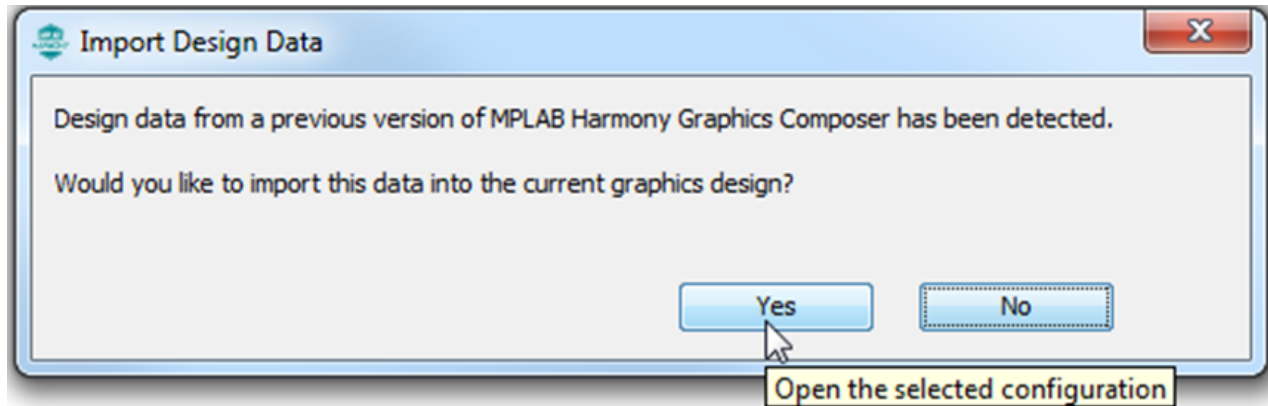 Import Design Data
Design data from a previous version of MPLAB Harmony Graphics Composer has been detected.
Would you like to import this data into the current graphics design?
Yes No
Open the selected configuration